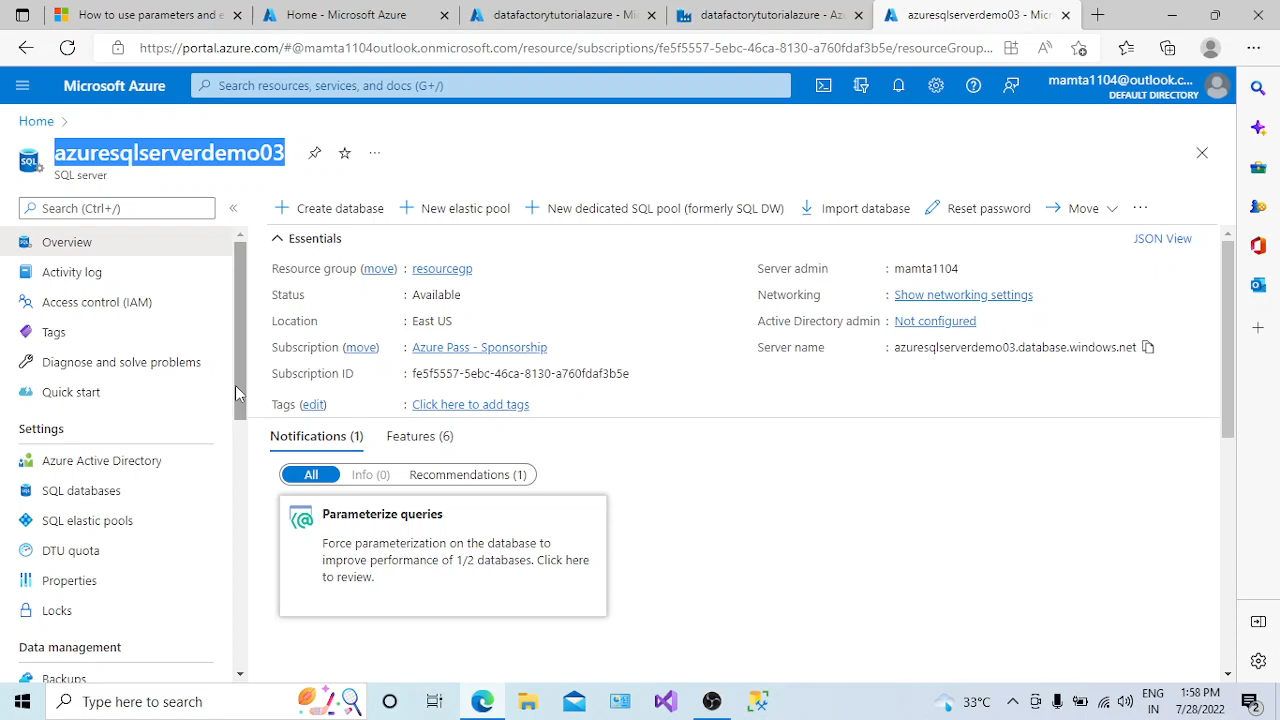 How to use parameters and e
Home - Microsoft Azure
datafactorytutorialazure - Mi
datafactorytutorialazure - Az
azuresqlserverdemo03 - Micr
https://portal.azure.com/#@mamta1104outlook.onmicrosoft.com/resource/subscriptions/fe5f5557-5ebc-46ca-8130-a760fdaf3b5e/resourceGroup...
Microsoft Azure
Search resources, services, and docs (G+/)
mamta1104@outlook.c...
DEFAULT DIRECTORY
Home >
azuresqlserverdemo03
SQL server
Search (Ctrl+/)
Create database
New elastic pool
New dedicated SQL pool (formerly SQL DW)
Import database
Reset password
Move
Overview
Activity log
Access control (IAM)
Tags
Diagnose and solve problems
Quick start
Settings
Azure Active Directory
SQL databases
SQL elastic pools
DTU quota
Properties
Locks
Data management
Backups
Essentials
JSON View
Resource group (move) : resourcegp
Status : Available
Location : East US
Subscription (move) : Azure Pass - Sponsorship
Subscription ID : fe5f5557-5ebc-46ca-8130-a760fdaf3b5e
Tags (edit) : Click here to add tags
Server admin : mamta1104
Networking : Show networking settings
Active Directory admin : Not configured
Server name : azuresqlserverdemo03.database.windows.net
Notifications (1)
Features (6)
All
Info (0)
Recommendations (1)
Parameterize queries
Force parameterization on the database to
improve performance of 1/2 databases. Click here
to review.
Type here to search
33°C
ENG
IN
1:58 PM
7/28/2022
2